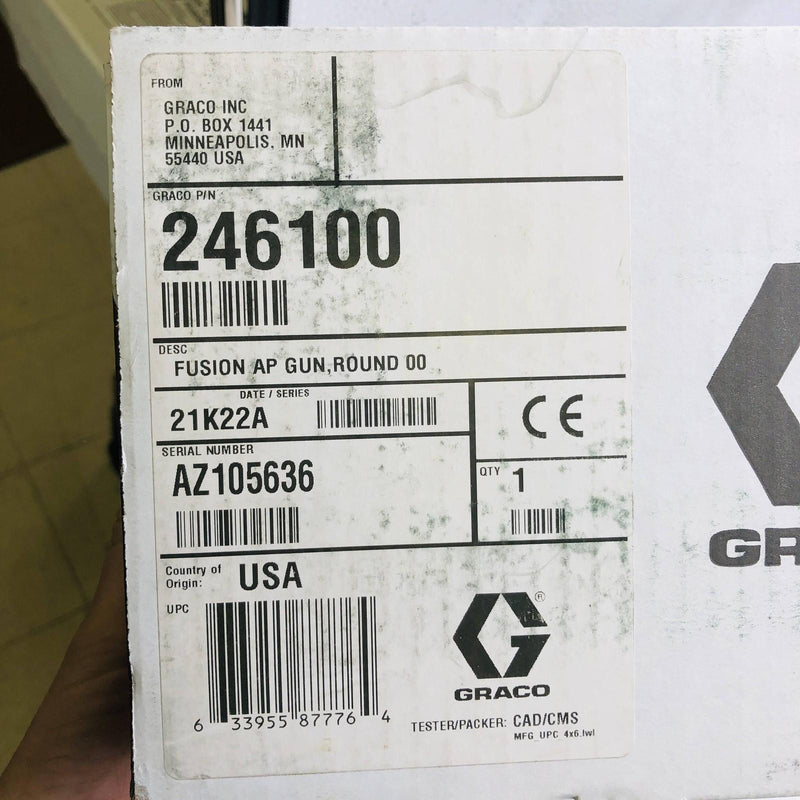 FROM
GRACO INC
P.O. BOX 1441
MINNEAPOLIS, MN
55440 USA
GRACO P/N
246100
DESC
FUSION AP GUN,ROUND 00
DATE / SERIES
21K22A
CE
SERIAL NUMBER
AZ105636
QTY 1
Country of
Origin: USA
UPC
6 33955 87776 4
®
GRACO
TESTER/PACKER: CAD/CMS
MFG_UPC 4x6.lwl
GR